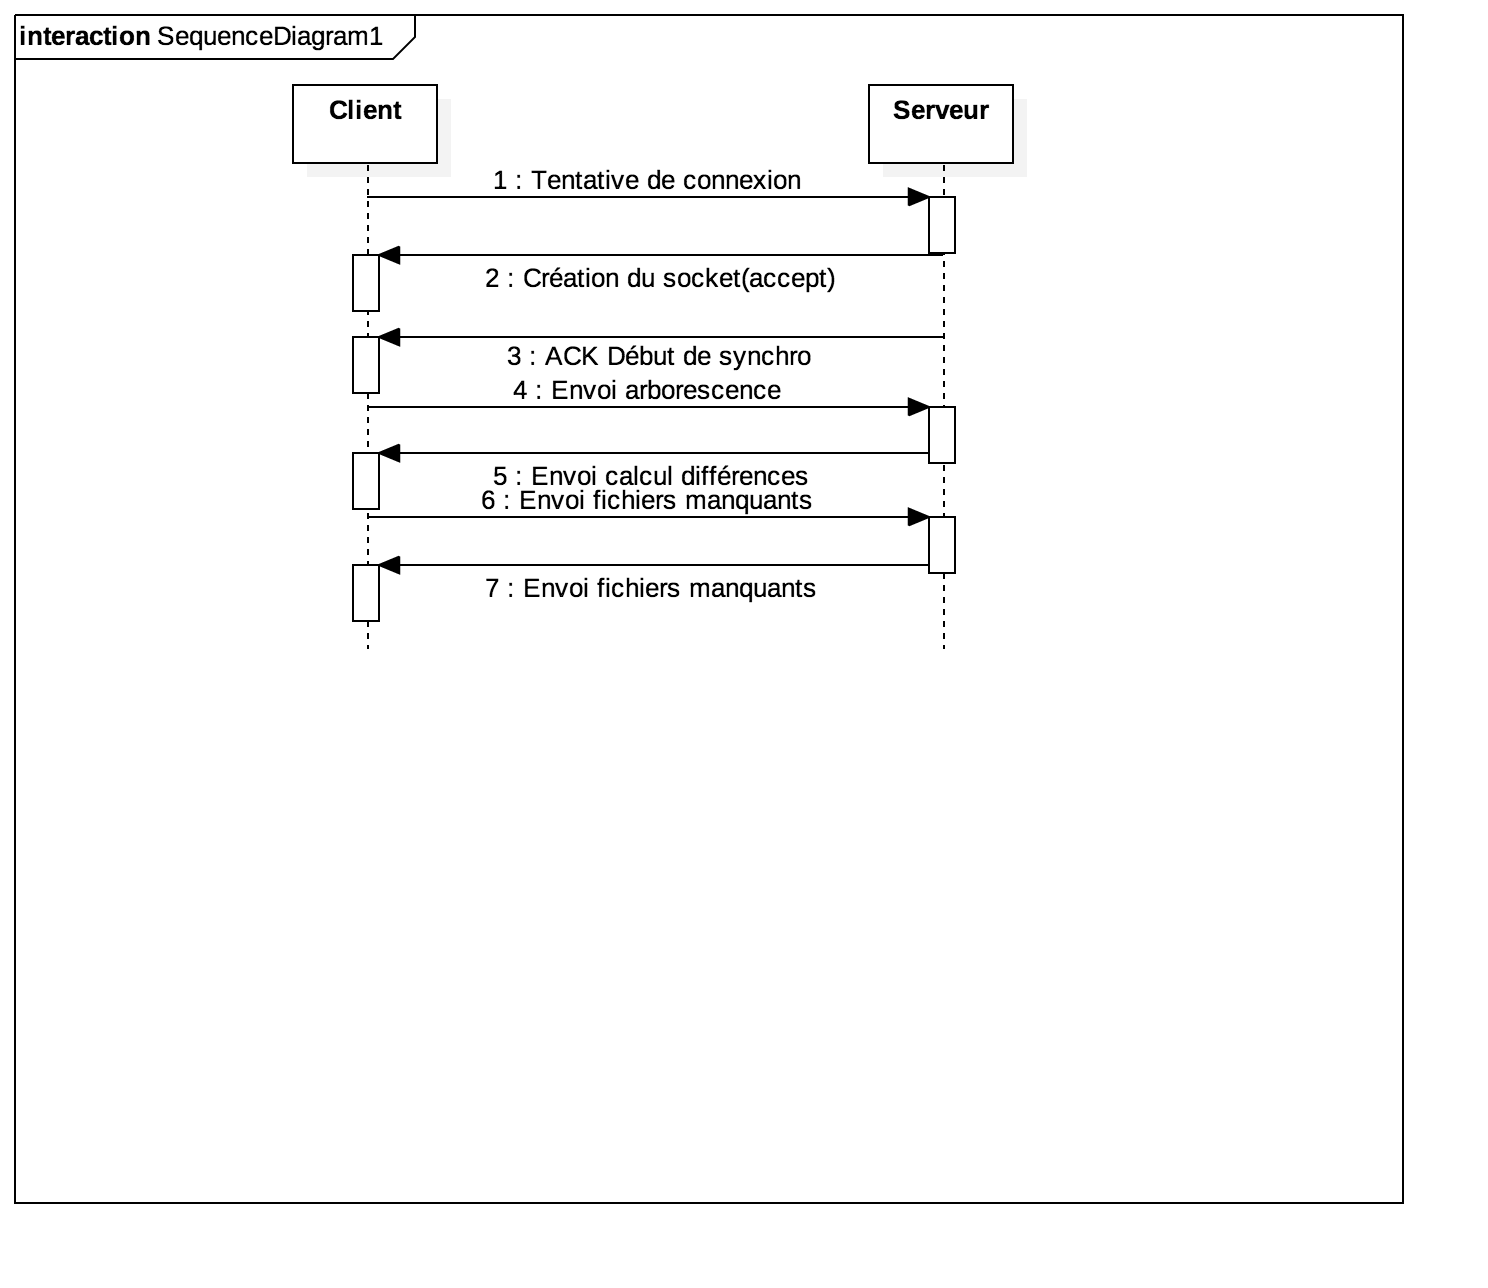 interaction SequenceDiagram1
Client
Serveur
1 : Tentative de connexion
2 : Création du socket(accept)
3 : ACK Début de synchro
4 : Envoi arborescence
5 : Envoi calcul différences
6 : Envoi fichiers manquants
7 : Envoi fichiers manquants